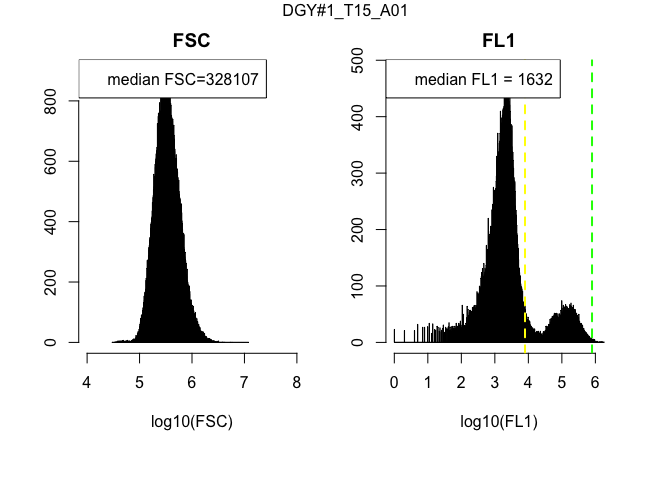 DGY#1_T15_A01
FSC
median FSC=328107
0
200
400
600
800
4 5 6 7 8
log10(FSC)
FL1
median FL1 = 1632
0
100
200
300
400
500
0 1 2 3 4 5 6
log10(FL1)